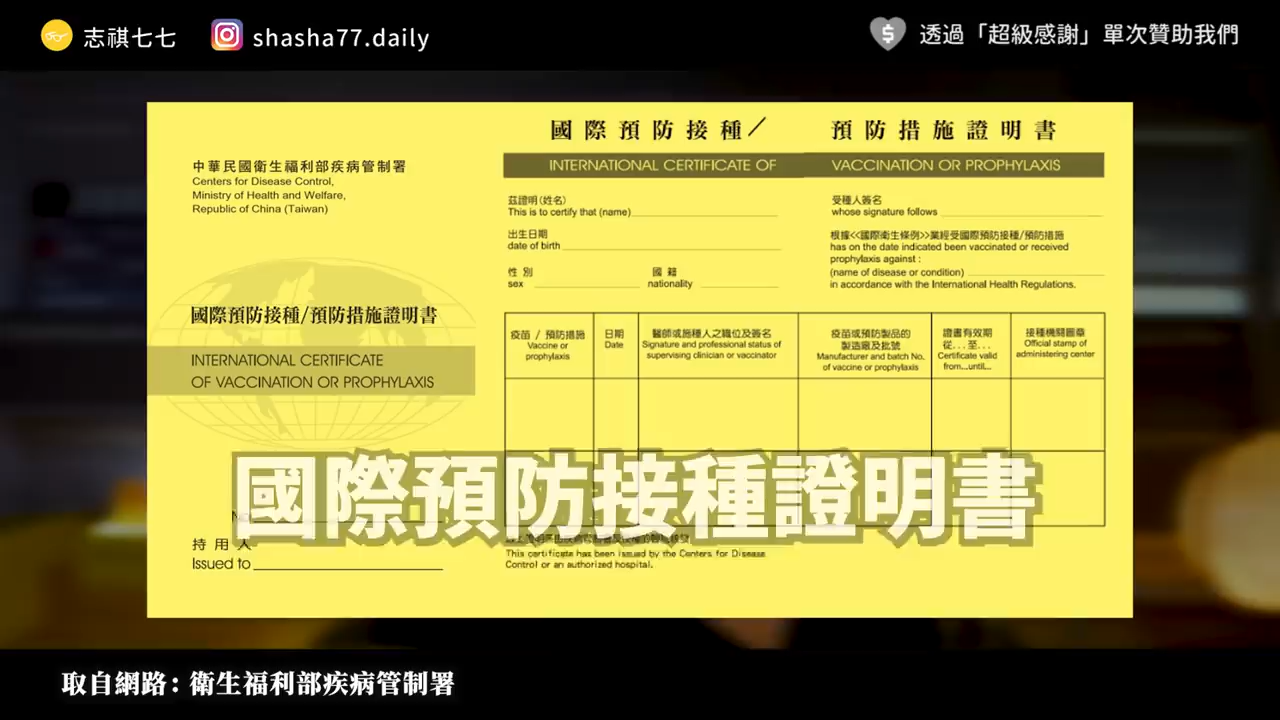 志祺七七
shasha77.daily
透過「超級感謝」單次贊助我們
中華民國衛生福利部疾病管制署
Centers for Disease Control,
Ministry of Health and Welfare,
Republic of China (Taiwan)
國際預防接種/預防措施證明書
INTERNATIONAL CERTIFICATE
OF VACCINATION OR PROPHYLAXIS
持用人
Issued to
國際預防接種/ 預防措施證明書
INTERNATIONAL CERTIFICATE OF VACCINATION OR PROPHYLAXIS
茲證明(姓名)
This is to certify that (name)
出生日期
date of birth
性別
sex
國籍
nationality
受種人簽名
whose signature follows
根據<<國際衛生條例>>業經受國際預防接種/預防措施
has on the date indicated been vaccinated or received
prophylaxis against :
(name of disease or condition)
in accordance with the International Health Regulations.
疫苗 / 預防措施
Vaccine or
prophylaxis
日期
Date
醫師或施種人之職位及簽名
Signature and professional status of
supervising clinician or vaccinator
疫苗或預防製品的
製造廠及批號
Manufacturer and batch No.
of vaccine or prophylaxis
證書有效期
從...至...
Certificate valid
from...until...
接種機關圖章
Official stamp of
administering center
國際預防接種證明書
This certificate has been issued by the Centers for Disease
Control or an authorized hospital.
取自網路：衛生福利部疾病管制署